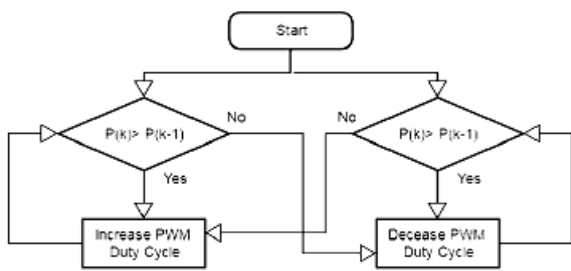 Start
P(k)> P(k-1)
No
Yes
No
P(k)> P(k-1)
Yes
Increase PWM
Duty Cycle
Decease PWM
Duty Cycle